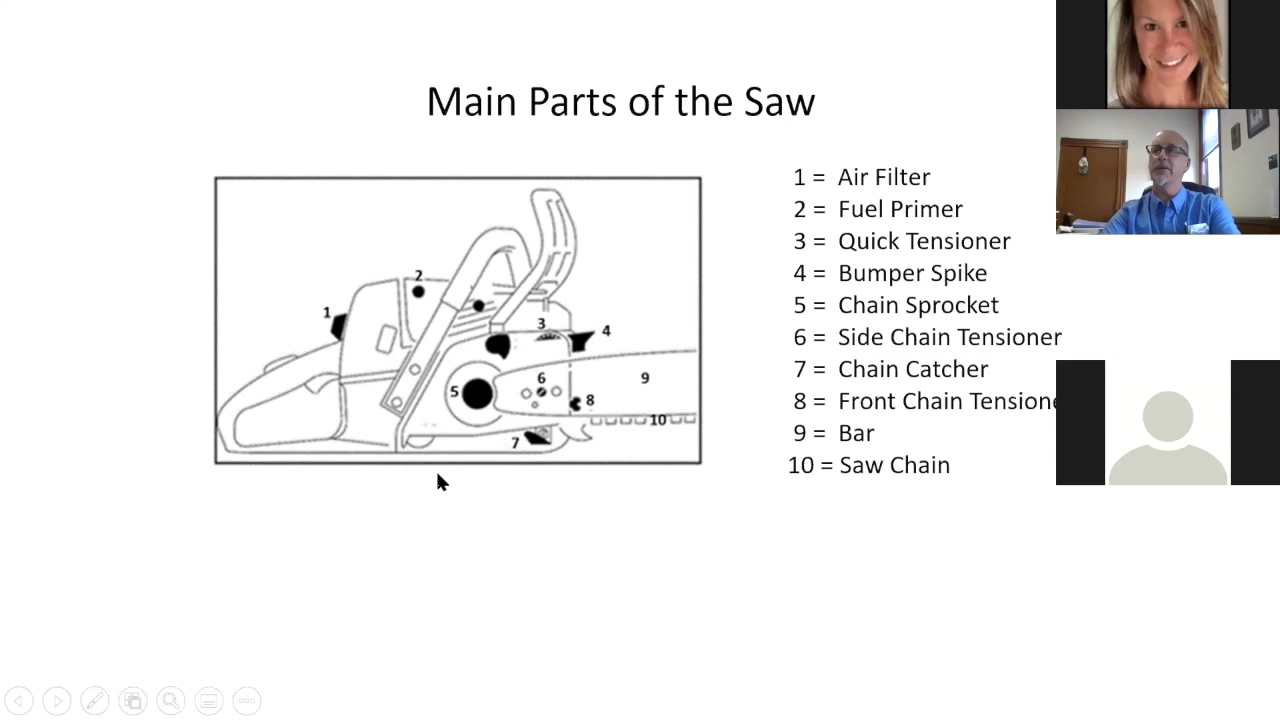 Main Parts of the Saw
1
2
3
4
5
6
7
8
9
10
1 = Air Filter
2 = Fuel Primer
3 = Quick Tensioner
4 = Bumper Spike
5 = Chain Sprocket
6 = Side Chain Tensioner
7 = Chain Catcher
8 = Front Chain Tensione
9 = Bar
10 = Saw Chain